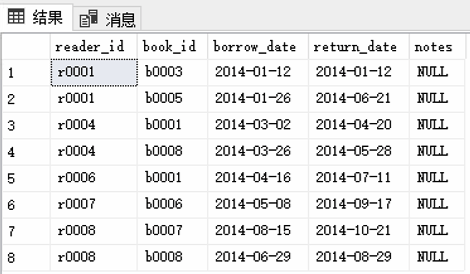 结果 消息
reader_id book_id borrow_date return_date notes
1 r0001 b0003 2014-01-12 2014-01-12 NULL
2 r0001 b0005 2014-01-26 2014-06-21 NULL
3 r0004 b0001 2014-03-02 2014-04-20 NULL
4 r0004 b0008 2014-03-26 2014-05-28 NULL
5 r0006 b0001 2014-04-16 2014-07-11 NULL
6 r0007 b0006 2014-05-08 2014-09-17 NULL
7 r0008 b0007 2014-08-15 2014-10-21 NULL
8 r0008 b0008 2014-06-29 2014-08-29 NULL